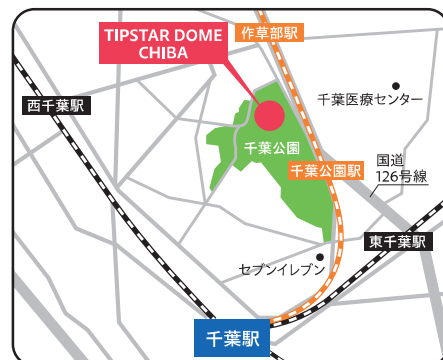 TIPSTAR DOME
CHIBA
作草部駅
西千葉駅
千葉医療センター
千葉公園
千葉公園駅
国道
126号線
東千葉駅
セブンイレブン
千葉駅